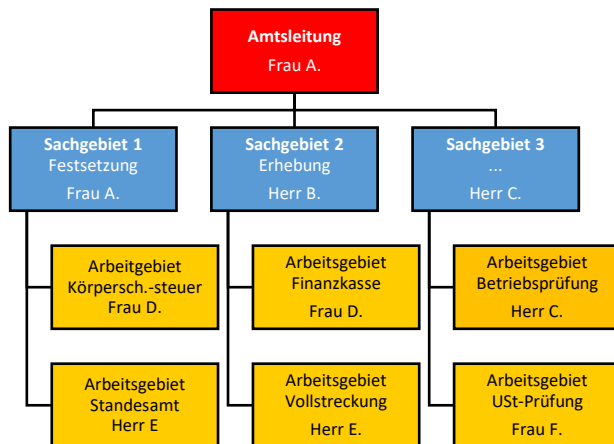 Amtsleitung
Frau A.
Sachgebiet 1
Festsetzung
Frau A.
Sachgebiet 2
Erhebung
Herr B.
Sachgebiet 3
...
Herr C.
Arbeitgebiet
Körpersch.-steuer
Frau D.
Arbeitsgebiet
Finanzkasse
Frau D.
Arbeitsgebiet
Betriebsprüfung
Herr C.
Arbeitsgebiet
Standesamt
Herr E
Arbeitsgebiet
Vollstreckung
Herr E.
Arbeitsgebiet
USt-Prüfung
Frau F.